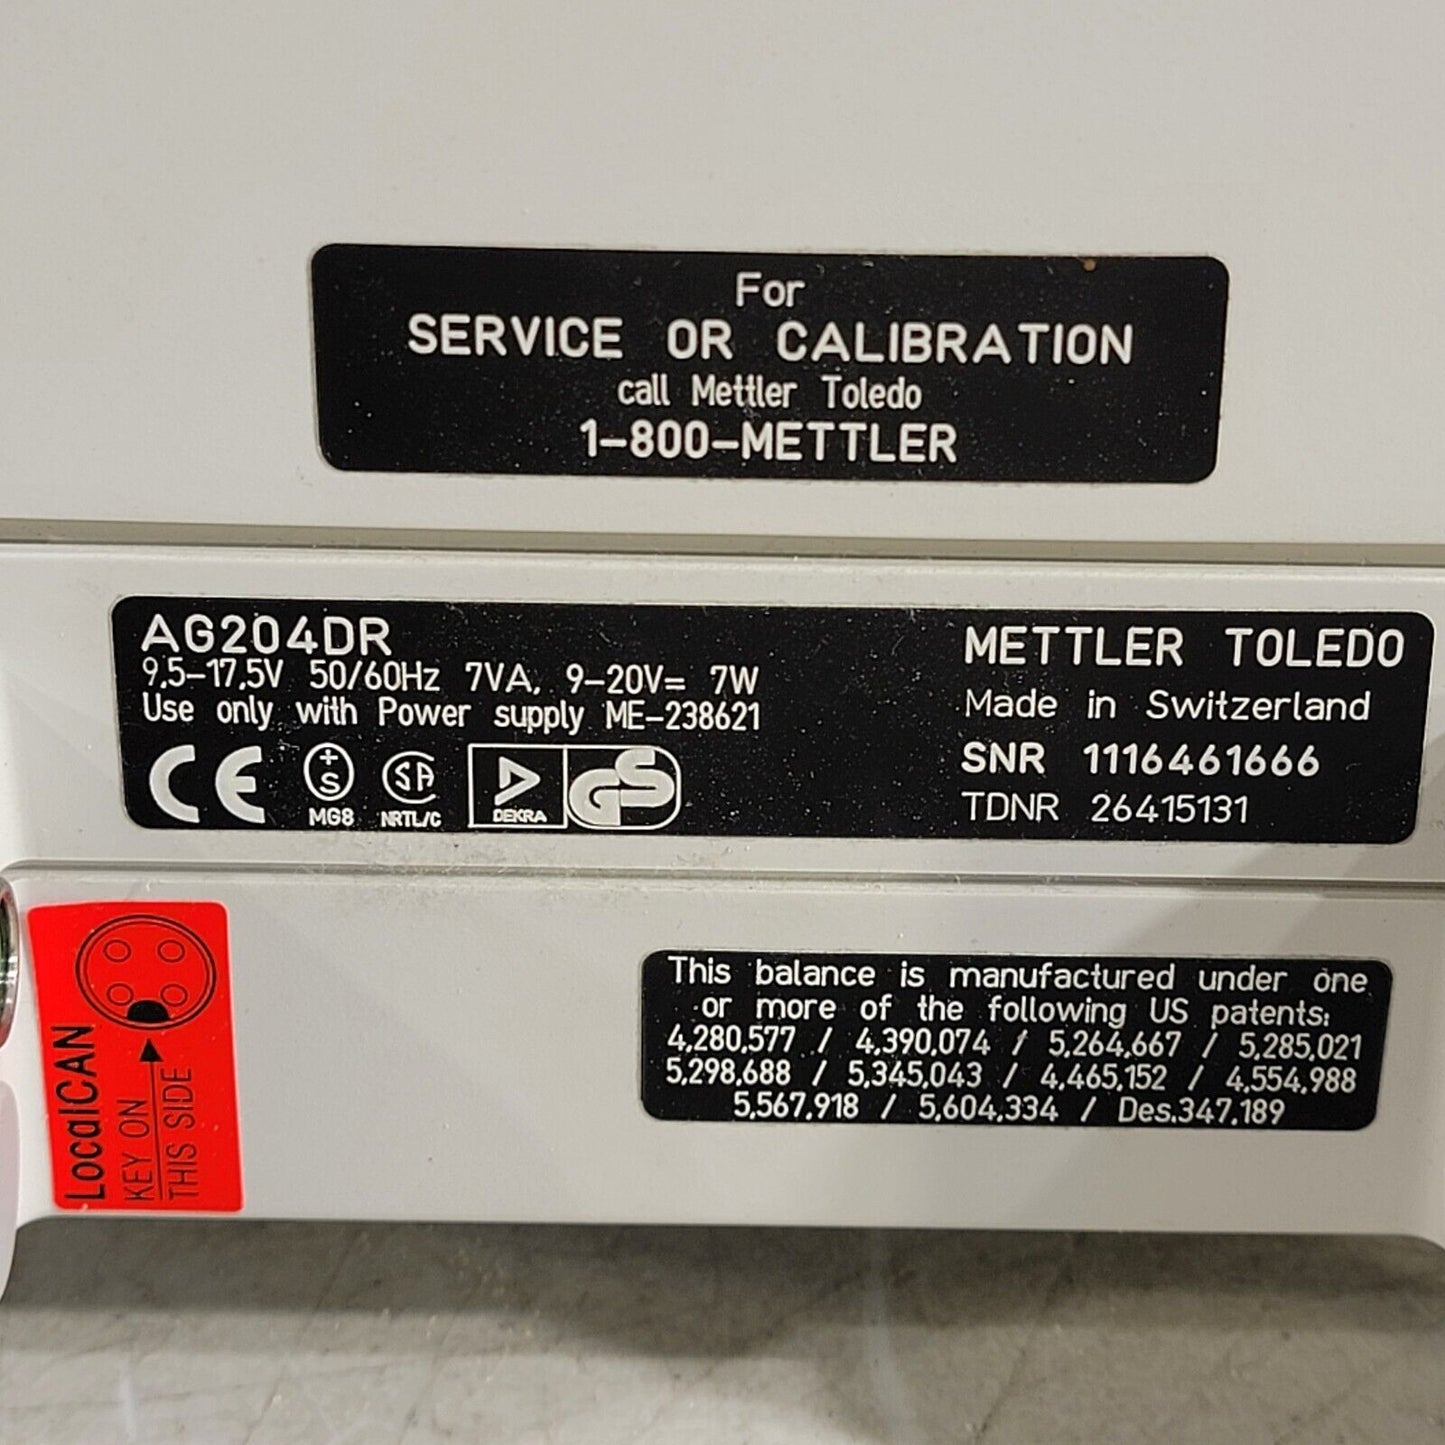 For
SERVICE OR CALIBRATION
call Mettler Toledo
1-800-METTLER
AG204DR
9.5-17.5V 50/60Hz 7VA, 9-20V= 7W
Use only with Power supply ME-238621
CE
+S
MG8
SA
NRTL/C
DEKRA
GS
METTLER TOLEDO
Made in Switzerland
SNR 1116461666
TDNR 26415131
LocalCAN
KEY ON
THIS SIDE
This balance is manufactured under one
or more of the following US patents:
4,280,577 / 4,390,074 / 5,264,667 / 5,285,021
5,298,688 / 5,345,043 / 4,465,152 / 4,554,988
5,567,918 / 5,604,334 / Des.347,189